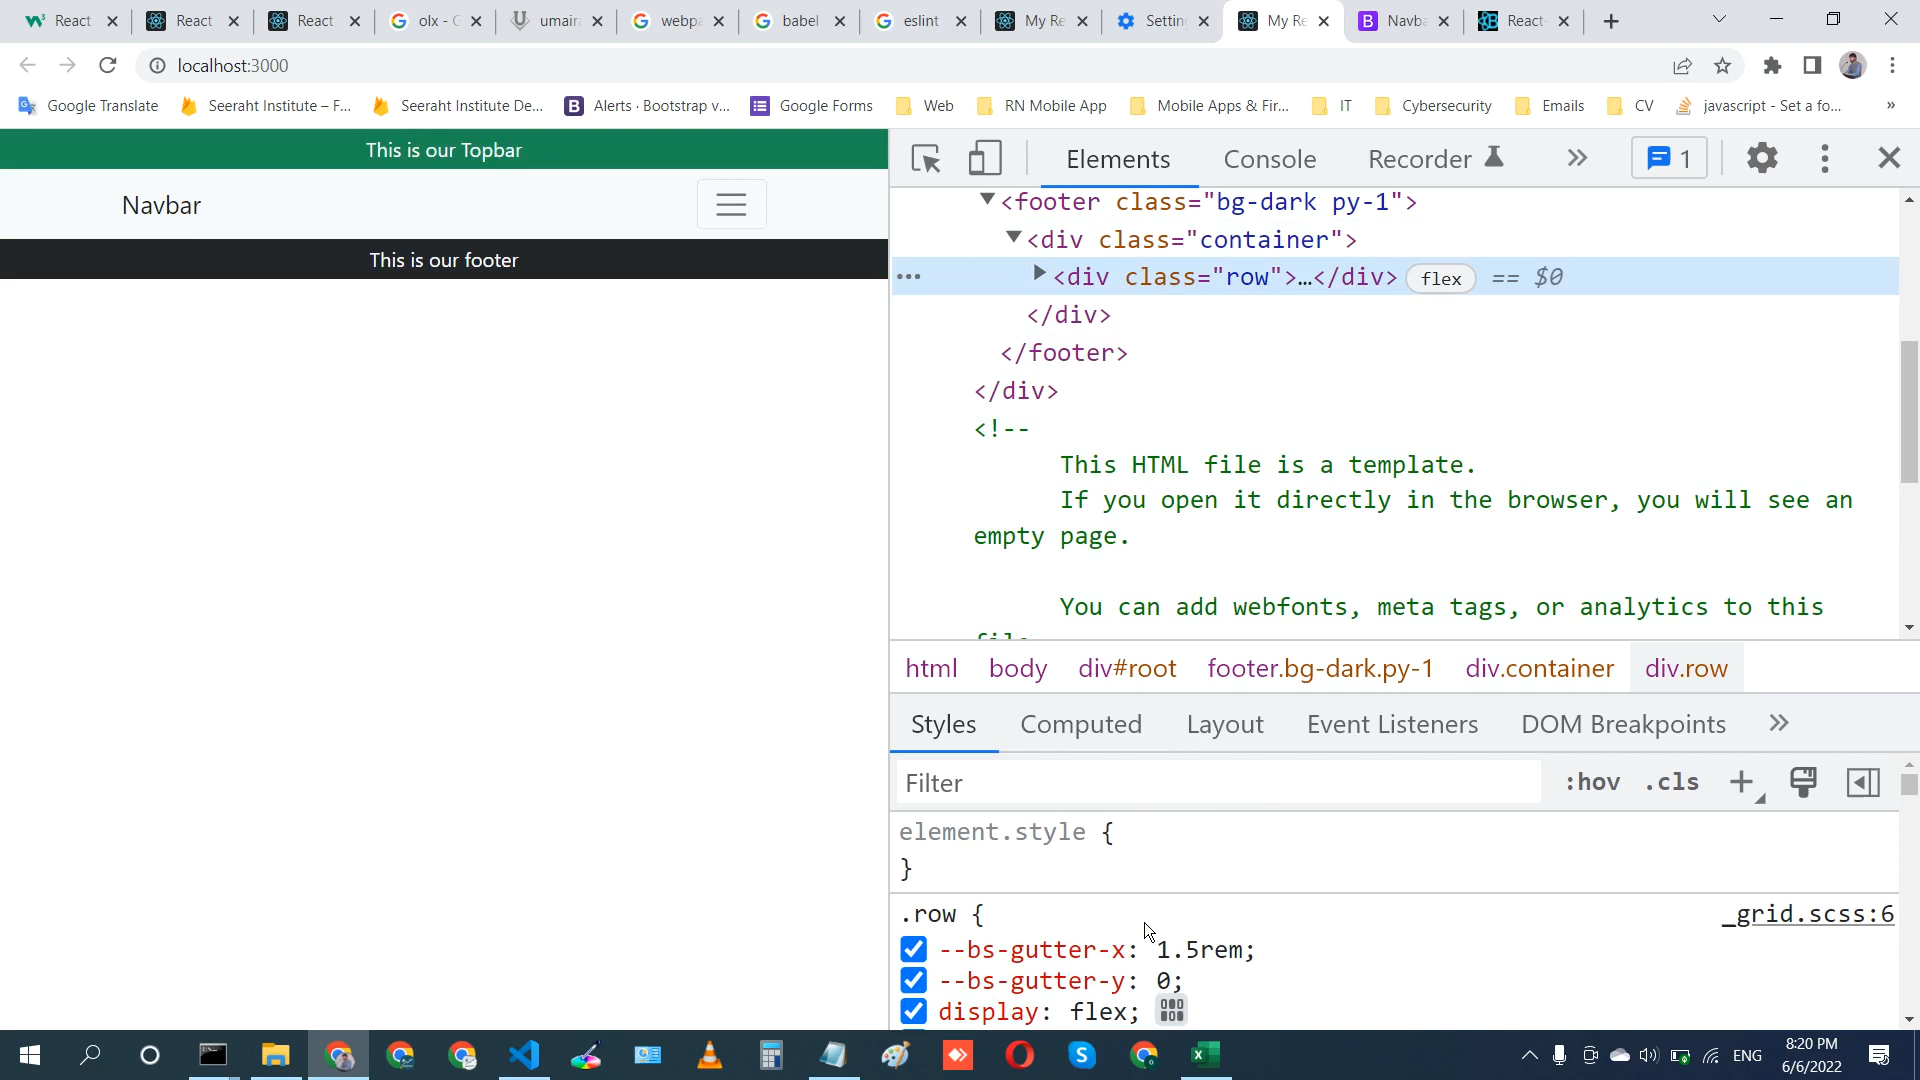 React
React
React
olx - G
umaira
webpa
babel
eslint
My Re
Settin
My Re
Navba
React-
localhost:3000
Google Translate
Seeraht Institute – F...
Seeraht Institute De...
Alerts · Bootstrap v...
Google Forms
Web
RN Mobile App
Mobile Apps & Fir...
IT
Cybersecurity
Emails
CV
javascript - Set a fo...
»
This is our Topbar
Navbar
This is our footer
Elements
Console
Recorder
1
<footer class="bg-dark py-1">
<div class="container">
<div class="row">…</div> flex == $0
</div>
</footer>
</div>
<!--
This HTML file is a template.
If you open it directly in the browser, you will see an
empty page.
You can add webfonts, meta tags, or analytics to this
file
html body div#root footer.bg-dark.py-1 div.container div.row
Styles Computed Layout Event Listeners DOM Breakpoints
Filter
:hov .cls
element.style {
}
.row {
_grid.scss:6
--bs-gutter-x: 1.5rem;
--bs-gutter-y: 0;
display: flex;
ENG
8:20 PM
6/6/2022